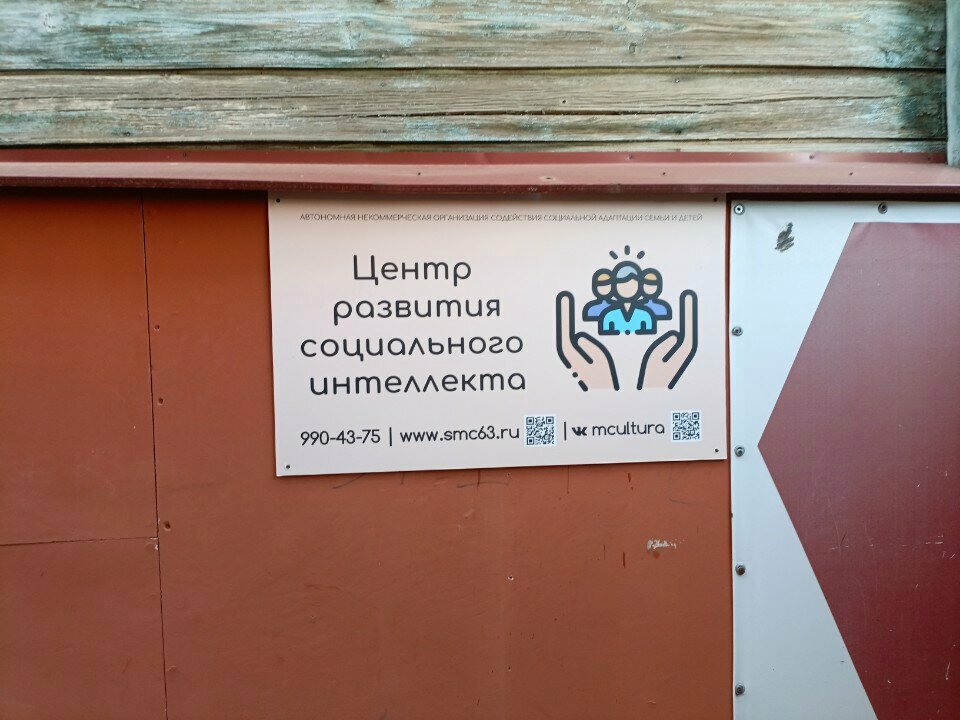 АВТОНОМНАЯ НЕКОММЕРЧЕСКАЯ ОРГАНИЗАЦИЯ СОДЕЙСТВИЯ СОЦИАЛЬНОЙ АДАПТАЦИИ СЕМЬИ И ДЕТЕЙ
Центр
развития
социального
интеллекта
990-43-75 | www.smc63.ru | mcultura